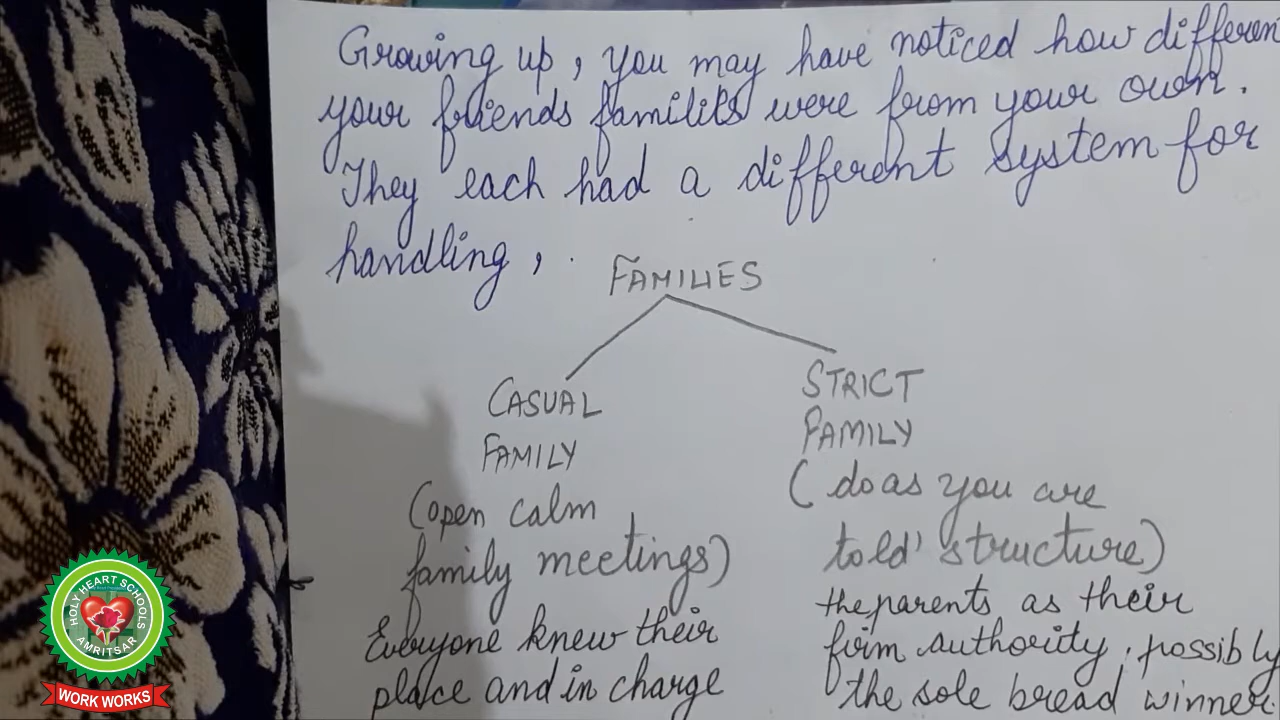 Growing up, you may have noticed how differen
your friends families were from your own.
They each had a different system for
handling,
FAMILIES
CASUAL
FAMILY
(open calm
family meetings)
Everyone knew their
place and in charge
STRICT
FAMILY
(do as you are
told' structure)
the parents as their
firm authority, possibly
the sole bread winner.
HOLY HEART SCHOOLS
AMRITSAR
WORK WORKS